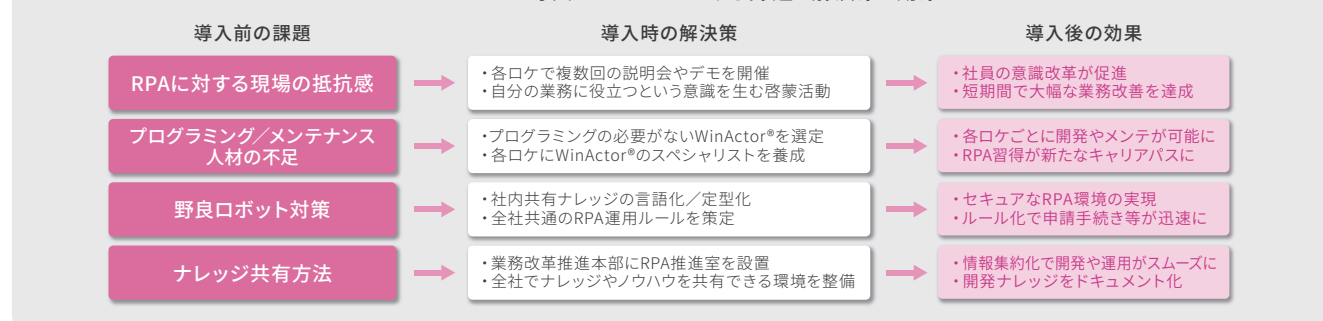 導入前の課題
導入時の解決策
導入後の効果
RPAに対する現場の抵抗感
・各ロケで複数回の説明会やデモを開催
・自分の業務に役立つという意識を生む啓蒙活動
・社員の意識改革が促進
・短期間で大幅な業務改善を達成
プログラミング／メンテナンス
人材の不足
・プログラミングの必要がないWinActor®を選定
・各ロケにWinActor®のスペシャリストを養成
・各ロケごとに開発やメンテが可能に
・RPA習得が新たなキャリアパスに
野良ロボット対策
・社内共有ナレッジの言語化／定型化
・全社共通のRPA運用ルールを策定
・セキュアなRPA環境の実現
・ルール化で申請手続き等が迅速に
ナレッジ共有方法
・業務改革推進本部にRPA推進室を設置
・全社でナレッジやノウハウを共有できる環境を整備
・情報集約化で開発や運用がスムーズに
・開発ナレッジをドキュメント化